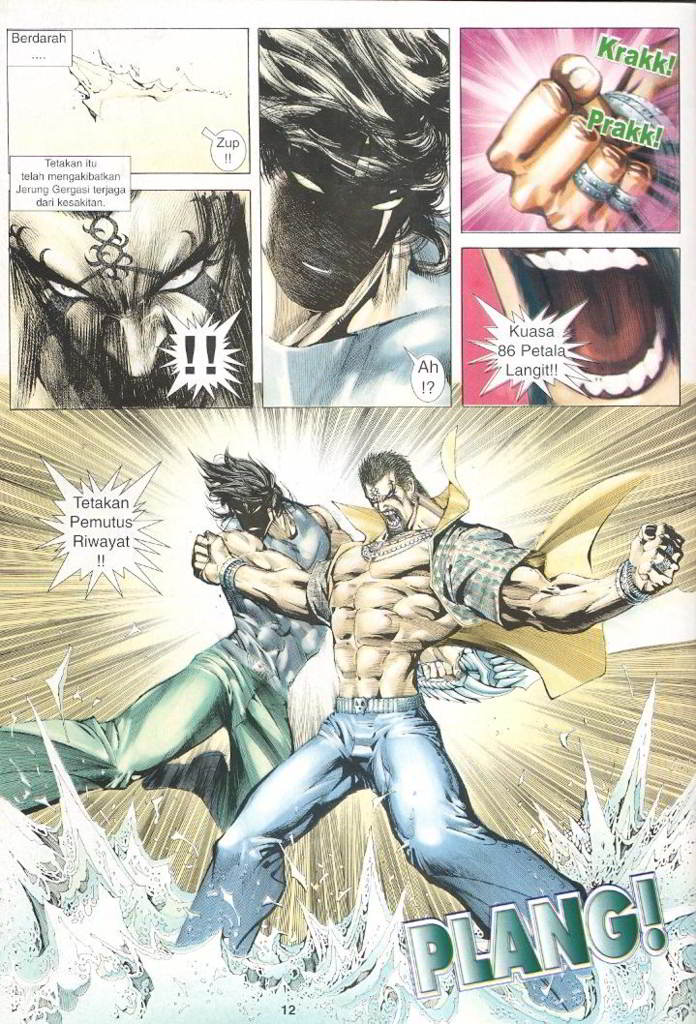 Berdarah
....
Zup
!!
Tetakan itu
telah mengakibatkan
Jerung Gergasi terjaga
dari kesakitan.
!!
Ah
!?
Krakk!
Prakk!
Kuasa
86 Petala
Langit!!
Tetakan
Pemutus
Riwayat
!!
PLANG!
12